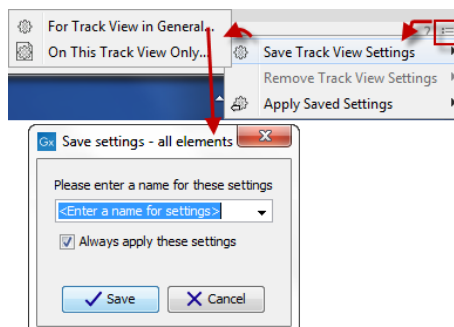 For Track View in General...
On This Track View Only...
?
Save Track View Settings
Remove Track View Settings
Apply Saved Settings
Gx Save settings - all elements
Please enter a name for these settings
<Enter a name for settings>
Always apply these settings
Save Cancel